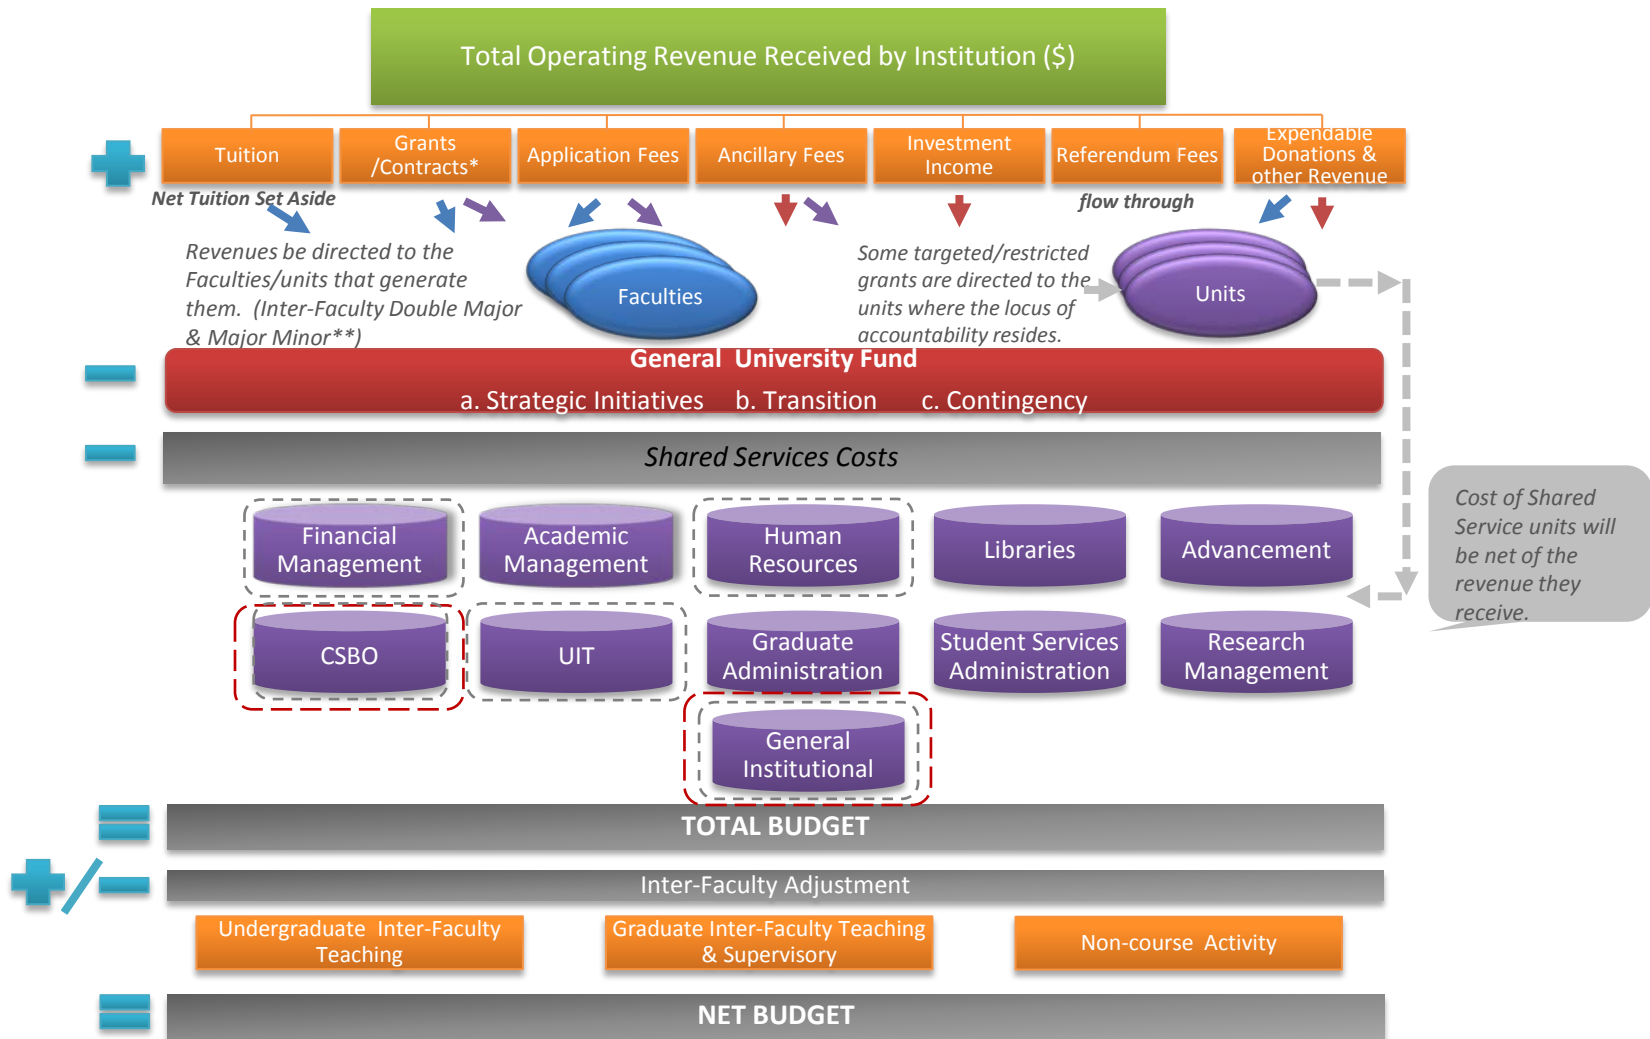 Total Operating Revenue Received by Institution ($)
Tuition
Grants
/Contracts*
Application Fees
Ancillary Fees
Investment
Income
Referendum Fees
Expendable
Donations &
other Revenue
Net Tuition Set Aside
flow through
Revenues be directed to the
Faculties/units that generate
them.  (Inter-Faculty Double Major
& Major Minor**)
Faculties
Some targeted/restricted
grants are directed to the
units where the locus of
accountability resides.
Units
General  University Fund
a. Strategic Initiatives     b. Transition       c. Contingency
Shared Services Costs
Financial
Management
Academic
Management
Human
Resources
Libraries
Advancement
Cost of Shared
Service units will
be net of the
revenue they
receive.
CSBO
UIT
Graduate
Administration
Student Services
Administration
Research
Management
General
Institutional
TOTAL BUDGET
Inter-Faculty Adjustment
Undergraduate  Inter-Faculty
Teaching
Graduate Inter-Faculty Teaching
& Supervisory
Non-course  Activity
NET BUDGET